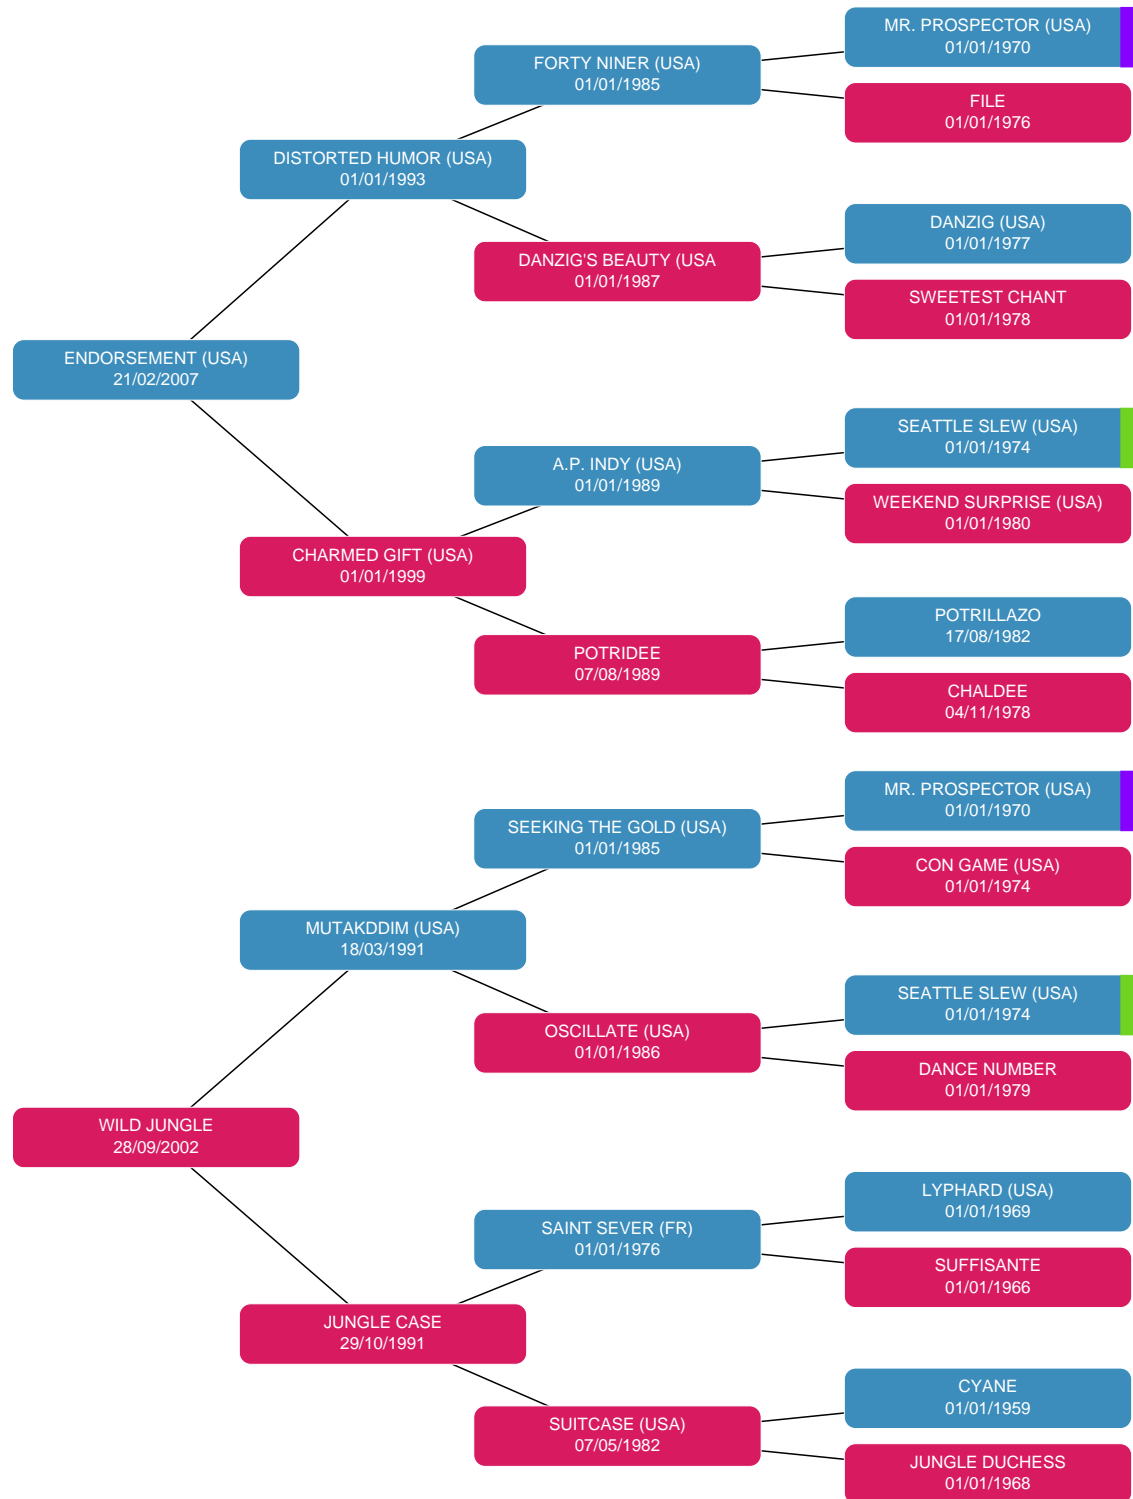 MR. PROSPECTOR (USA)
01/01/1970
FORTY NINER (USA)
01/01/1985
FILE
01/01/1976
DISTORTED HUMOR (USA)
01/01/1993
DANZIG (USA)
01/01/1977
DANZIG'S BEAUTY (USA
01/01/1987
SWEETEST CHANT
01/01/1978
ENDORSEMENT (USA)
21/02/2007
SEATTLE SLEW (USA)
01/01/1974
A.P. INDY (USA)
01/01/1989
WEEKEND SURPRISE (USA)
01/01/1980
CHARMED GIFT (USA)
01/01/1999
POTRILLAZO
17/08/1982
POTRIDEE
07/08/1989
CHALDEE
04/11/1978
MR. PROSPECTOR (USA)
01/01/1970
SEEKING THE GOLD (USA)
01/01/1985
CON GAME (USA)
01/01/1974
MUTAKDDIM (USA)
18/03/1991
SEATTLE SLEW (USA)
01/01/1974
OSCILLATE (USA)
01/01/1986
DANCE NUMBER
01/01/1979
WILD JUNGLE
28/09/2002
LYPHARD (USA)
01/01/1969
SAINT SEVER (FR)
01/01/1976
SUFFISANTE
01/01/1966
JUNGLE CASE
29/10/1991
CYANE
01/01/1959
SUITCASE (USA)
07/05/1982
JUNGLE DUCHESS
01/01/1968